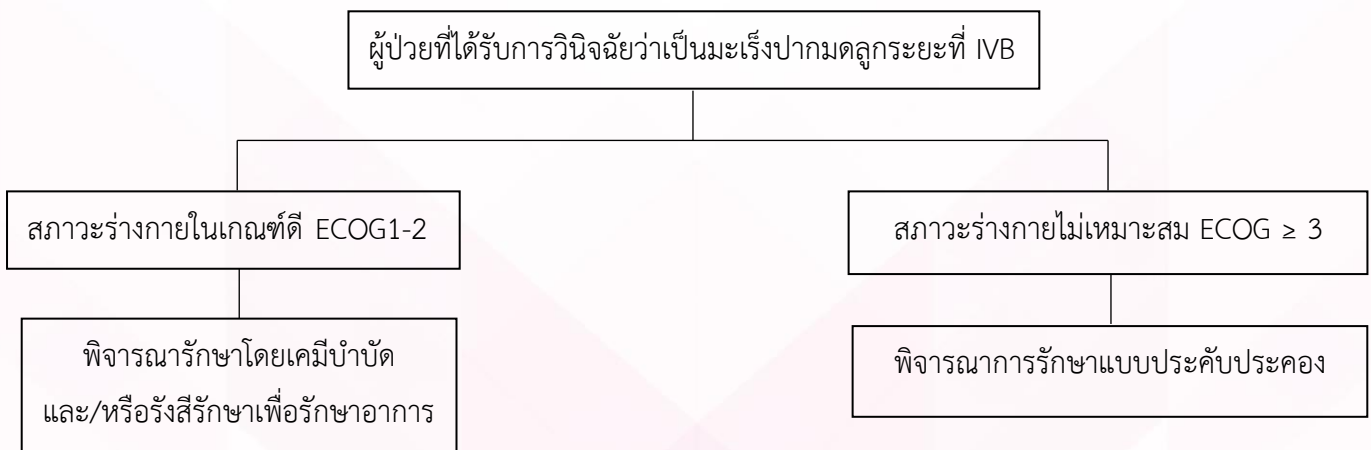 ผู้ป่วยที่ได้รับการวินิจฉัยว่าเป็นมะเร็งปากมดลูกระยะที่ IVB
สภาวะร่างกายในเกณฑ์ดี ECOG1-2
สภาวะร่างกายไม่เหมาะสม ECOG ≥ 3
พิจารณารักษาโดยเคมีบำบัด
และ/หรือรังสีรักษาเพื่อรักษาอาการ
พิจารณาการรักษาแบบประคับประคอง